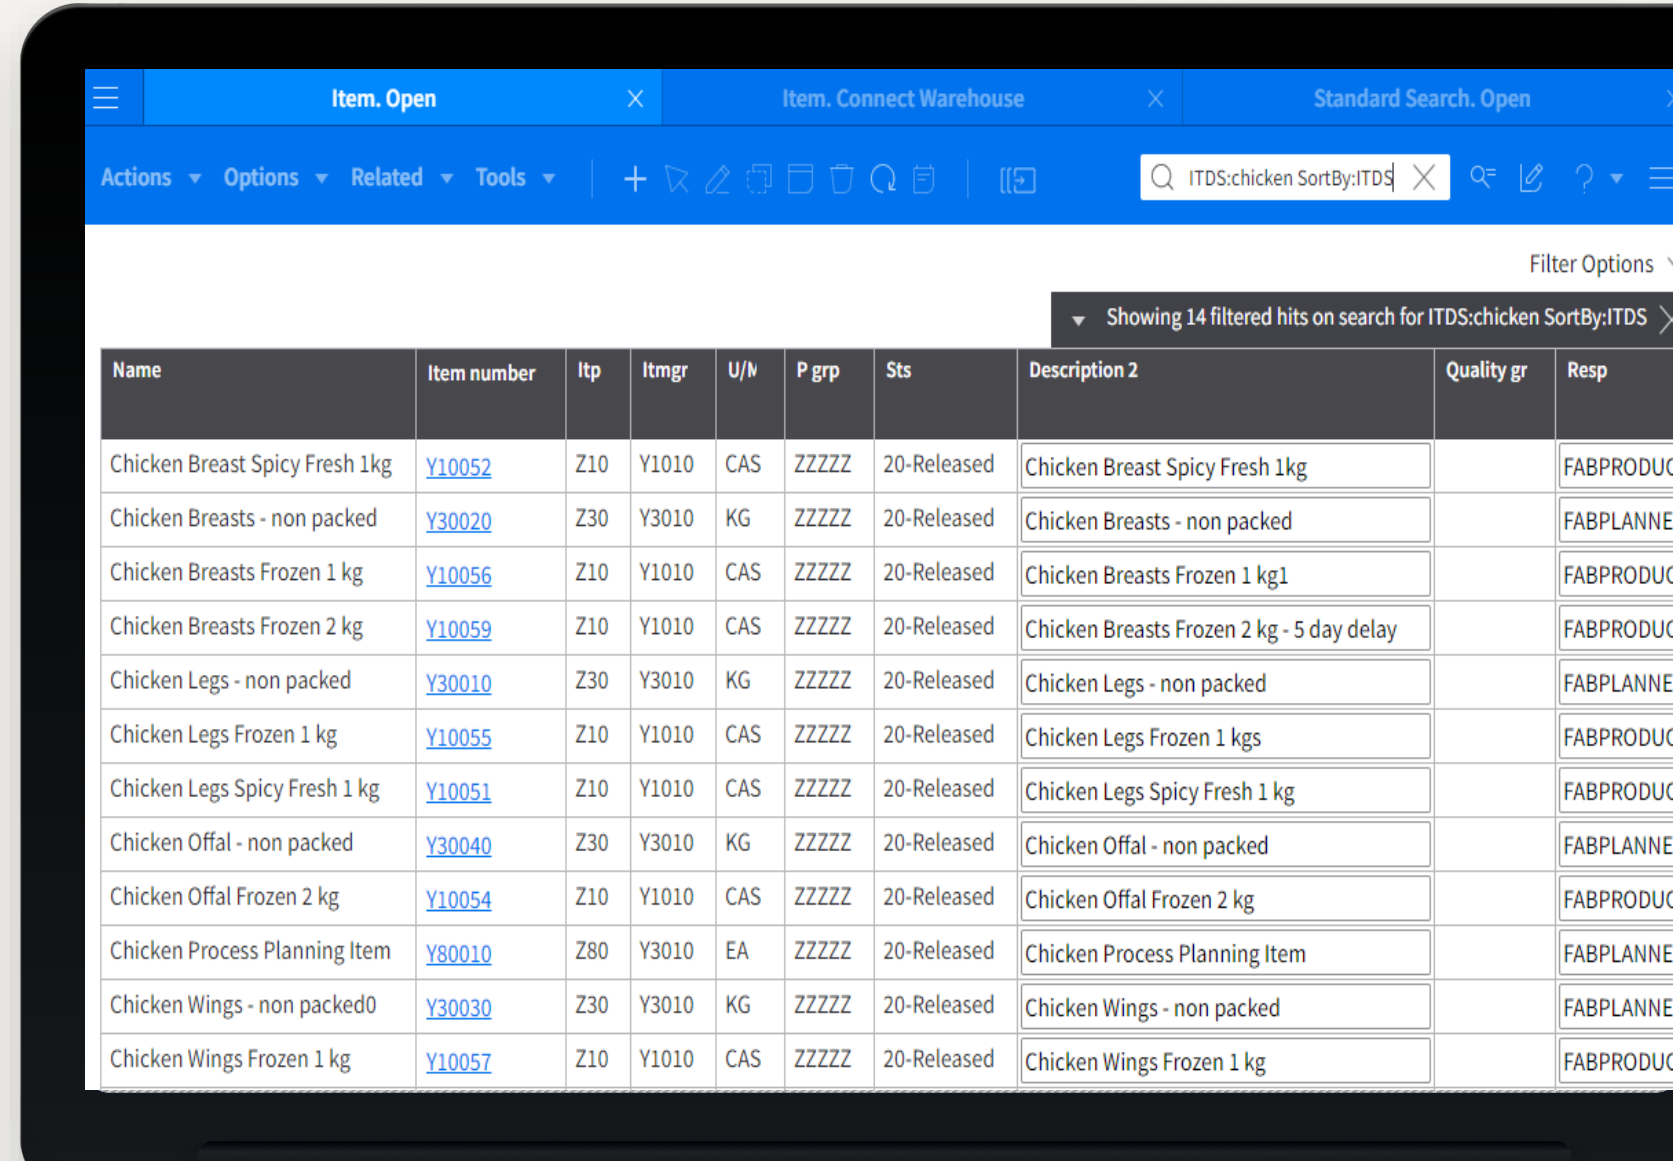 Item. Open Item. Connect Warehouse Standard Search. Open
Actions Options Related Tools ITDS:chicken SortBy:ITDS
Filter Options
Showing 14 filtered hits on search for ITDS:chicken SortBy:ITDS
Name Item number Itp Itmgr U/M P grp Sts Description 2 Quality gr Resp
Chicken Breast Spicy Fresh 1kg Y10052 Z10 Y1010 CAS ZZZZZ 20-Released Chicken Breast Spicy Fresh 1kg FABPRODUC
Chicken Breasts - non packed Y30020 Z30 Y3010 KG ZZZZZ 20-Released Chicken Breasts - non packed FABPLANNE
Chicken Breasts Frozen 1 kg Y10056 Z10 Y1010 CAS ZZZZZ 20-Released Chicken Breasts Frozen 1 kg1 FABPRODUC
Chicken Breasts Frozen 2 kg Y10059 Z10 Y1010 CAS ZZZZZ 20-Released Chicken Breasts Frozen 2 kg - 5 day delay FABPRODUC
Chicken Legs - non packed Y30010 Z30 Y3010 KG ZZZZZ 20-Released Chicken Legs - non packed FABPLANNE
Chicken Legs Frozen 1 kg Y10055 Z10 Y1010 CAS ZZZZZ 20-Released Chicken Legs Frozen 1 kgs FABPRODUC
Chicken Legs Spicy Fresh 1 kg Y10051 Z10 Y1010 CAS ZZZZZ 20-Released Chicken Legs Spicy Fresh 1 kg FABPRODUC
Chicken Offal - non packed Y30040 Z30 Y3010 KG ZZZZZ 20-Released Chicken Offal - non packed FABPLANNE
Chicken Offal Frozen 2 kg Y10054 Z10 Y1010 CAS ZZZZZ 20-Released Chicken Offal Frozen 2 kg FABPRODUC
Chicken Process Planning Item Y80010 Z80 Y3010 EA ZZZZZ 20-Released Chicken Process Planning Item FABPLANNE
Chicken Wings - non packed0 Y30030 Z30 Y3010 KG ZZZZZ 20-Released Chicken Wings - non packed FABPLANNE
Chicken Wings Frozen 1 kg Y10057 Z10 Y1010 CAS ZZZZZ 20-Released Chicken Wings Frozen 1 kg FABPRODUC